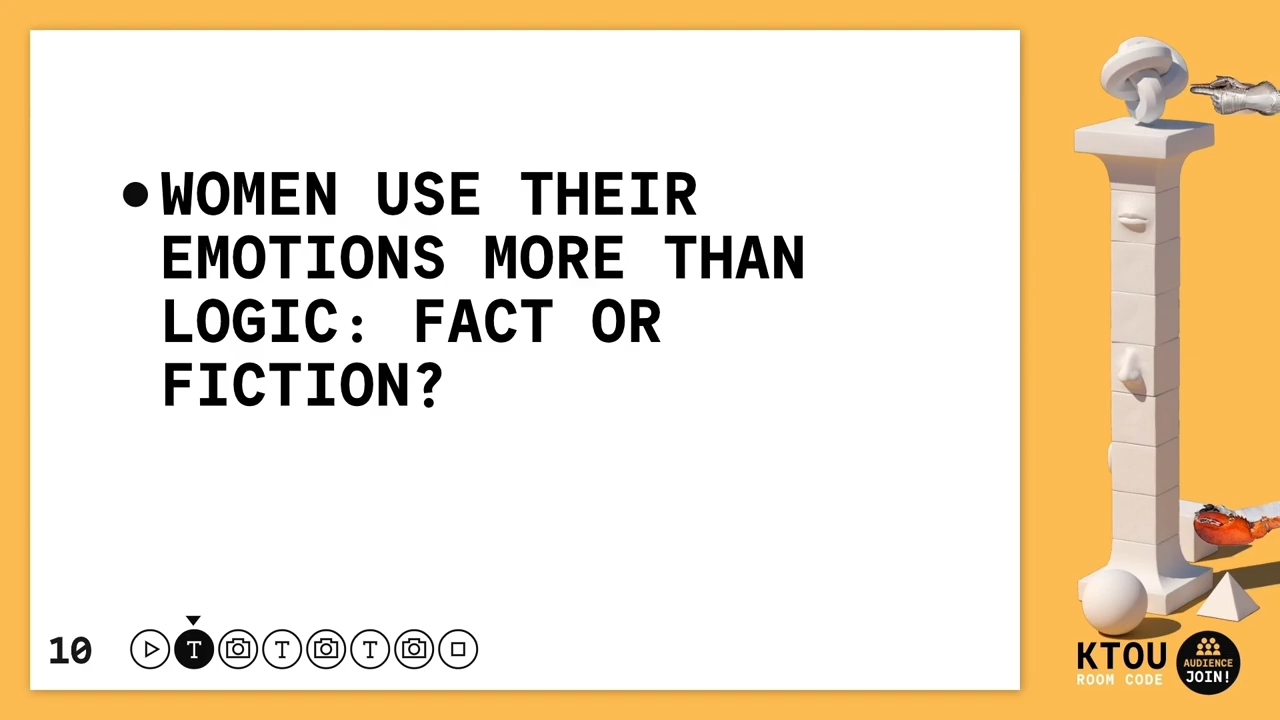 • WOMEN USE THEIR
EMOTIONS MORE THAN
LOGIC: FACT OR
FICTION?
10
T
T
T
KTOU
ROOM CODE
AUDIENCE
JOIN!